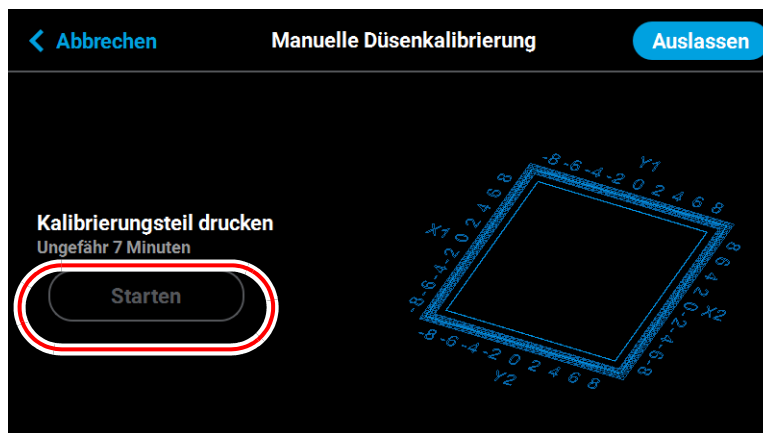 Abbrechen
Manuelle Düsenkalibrierung
Auslassen
Kalibrierungsteil drucken
Ungefähr 7 Minuten
Starten
-8 -6 -4 -2 0 2 4 6 8
Y1
-8 -6 -4 -2 0 2 4 6 8
X1
-8 -6 -4 -2 0 2 4 6 8
X2
-8 -6 -4 -2 0 2 4 6 8
Y2